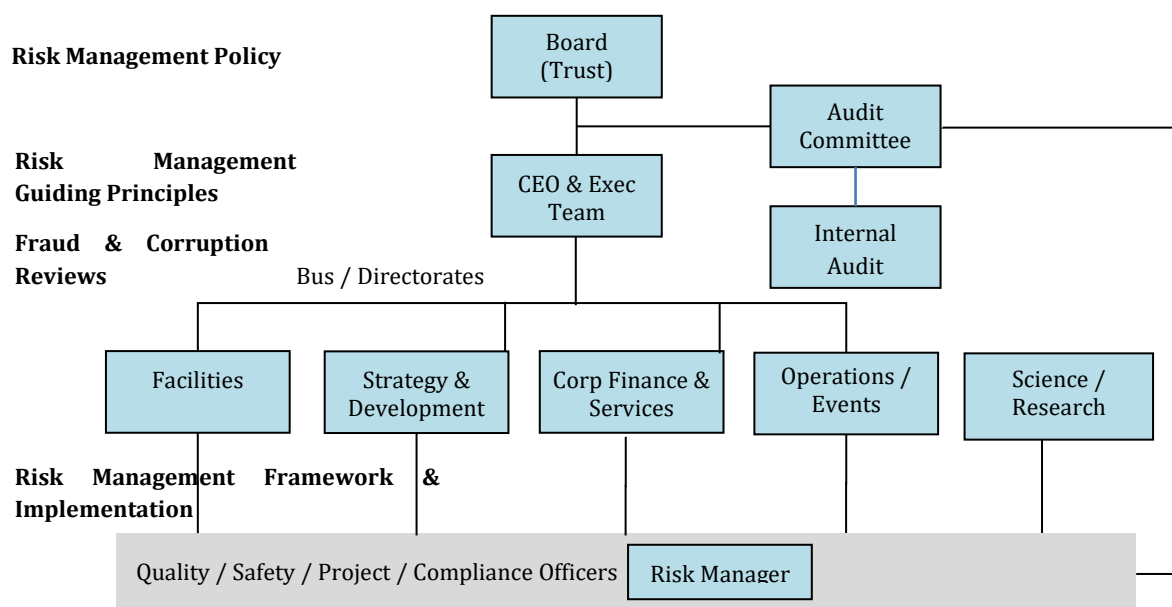 Risk Management Policy
Board
(Trust)
Audit
Committee
Risk Management
Guiding Principles
CEO & Exec
Team
Internal
Audit
Fraud & Corruption
Reviews
Bus / Directorates
Facilities
Strategy &
Development
Corp Finance &
Services
Operations /
Events
Science /
Research
Risk Management Framework &
Implementation
Quality / Safety / Project / Compliance Officers
Risk Manager